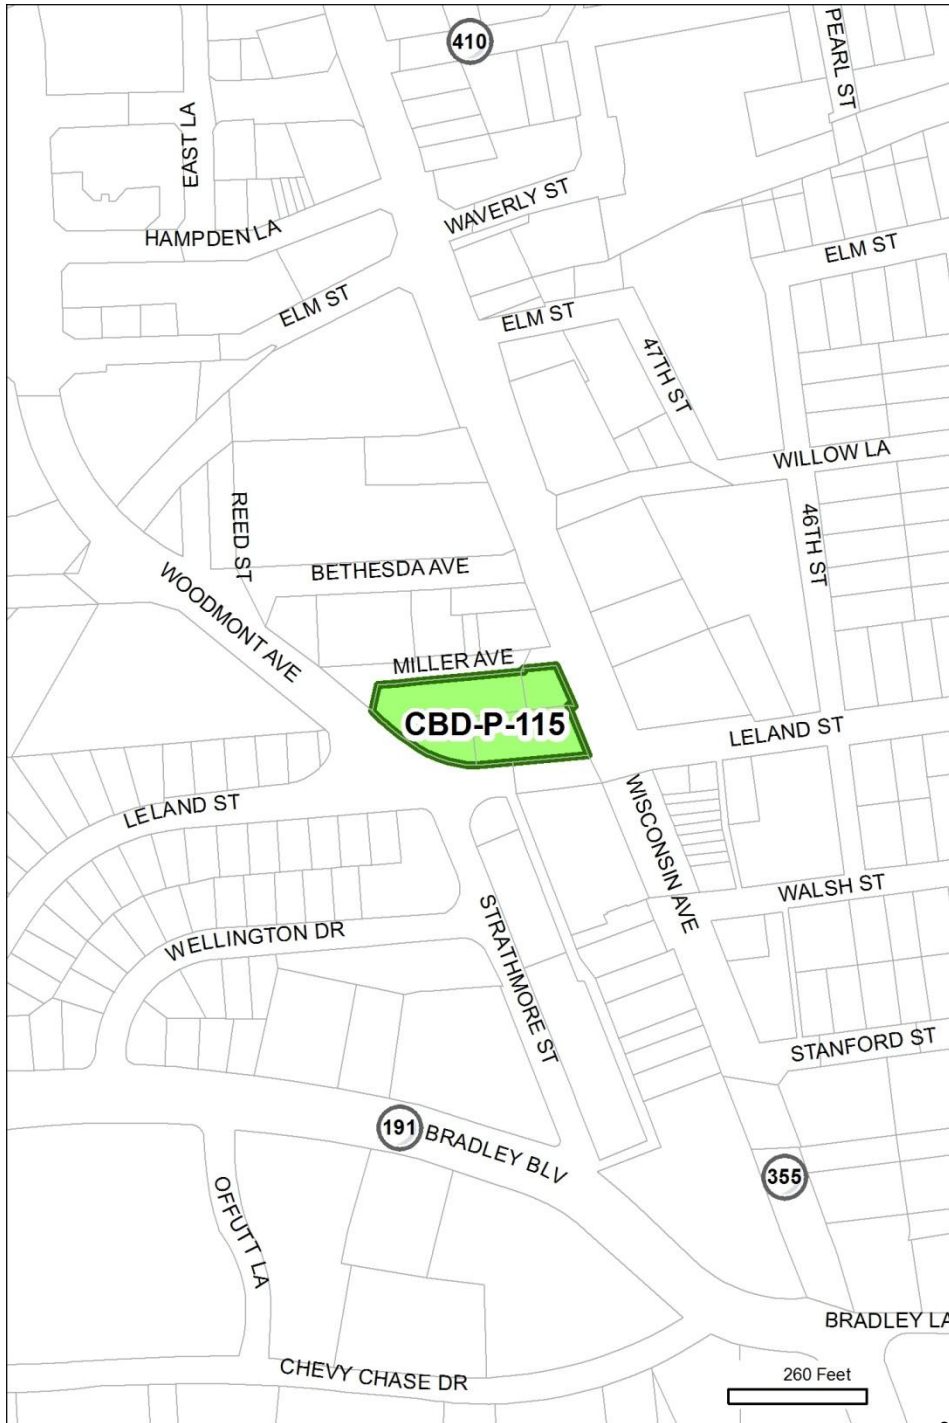 410
PEARL ST
EAST LA
WAVERLY ST
HAMPDEN LA
ELM ST
ELM ST
ELM ST
47TH ST
WILLOW LA
REED ST
46TH ST
BETHESDA AVE
WOODMONT AVE
MILLER AVE
CBD-P-115
LELAND ST
LELAND ST
WISCONSIN AVE
WALSH ST
WELLINGTON DR
STRATHMORE ST
STANFORD ST
191
BRADLEY BLV
355
OFFUTT LA
BRADLEY LA
CHEVY CHASE DR
260 Feet